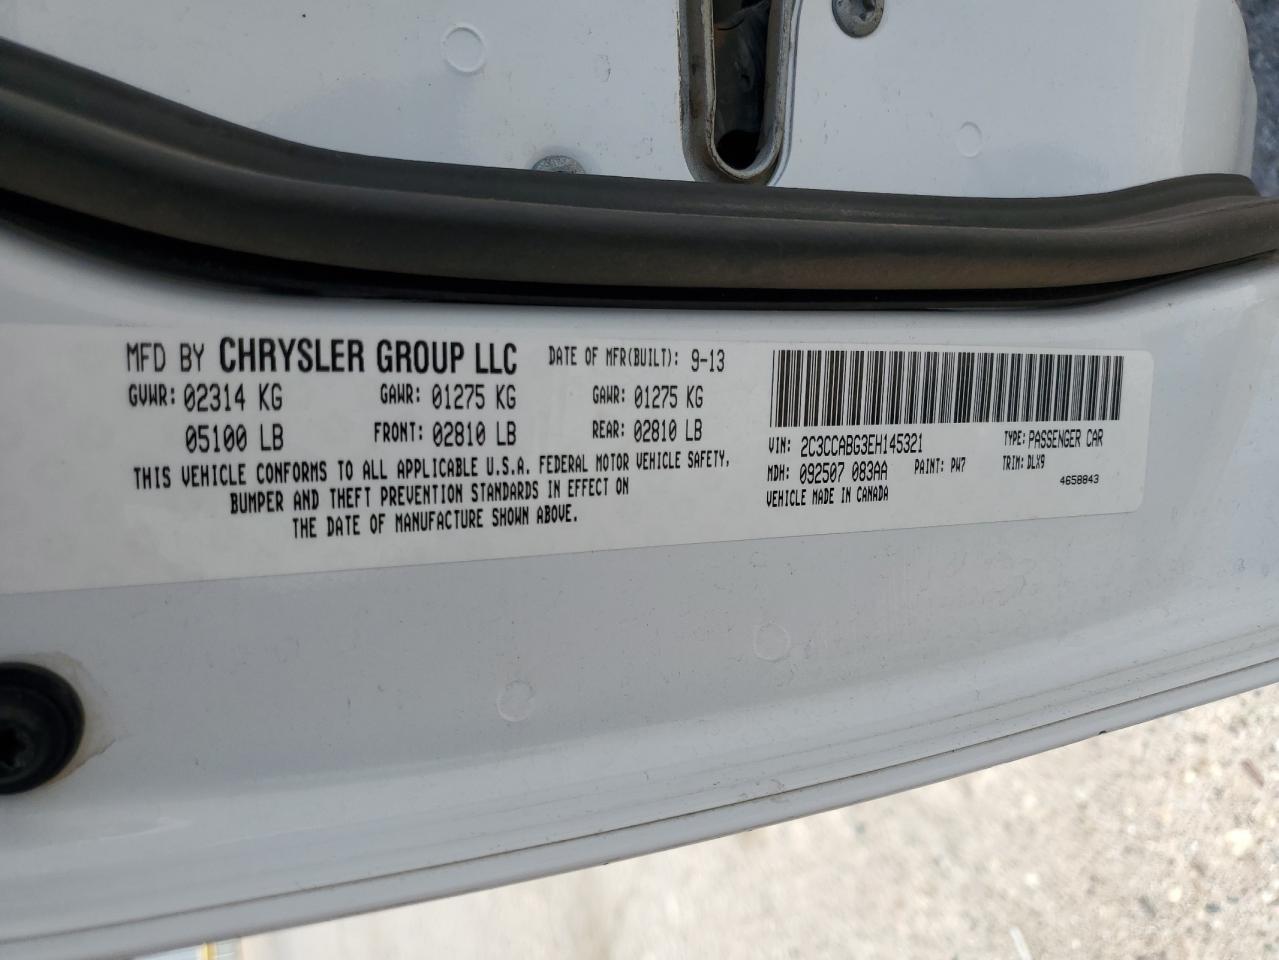 MFD BY CHRYSLER GROUP LLC DATE OF MFR(BUILT): 9-13
GVWR: 02314 KG GAWR: 01275 KG GAWR: 01275 KG
05100 LB FRONT: 02810 LB REAR: 02810 LB
THIS VEHICLE CONFORMS TO ALL APPLICABLE U.S.A. FEDERAL MOTOR VEHICLE SAFETY,
BUMPER AND THEFT PREVENTION STANDARDS IN EFFECT ON
THE DATE OF MANUFACTURE SHOWN ABOVE.
VIN: 2C3CCABG3EH145321 TYPE: PASSENGER CAR
MDH: 092507 083AA PAINT: PW7 TRIM: DLX9
VEHICLE MADE IN CANADA 4658843